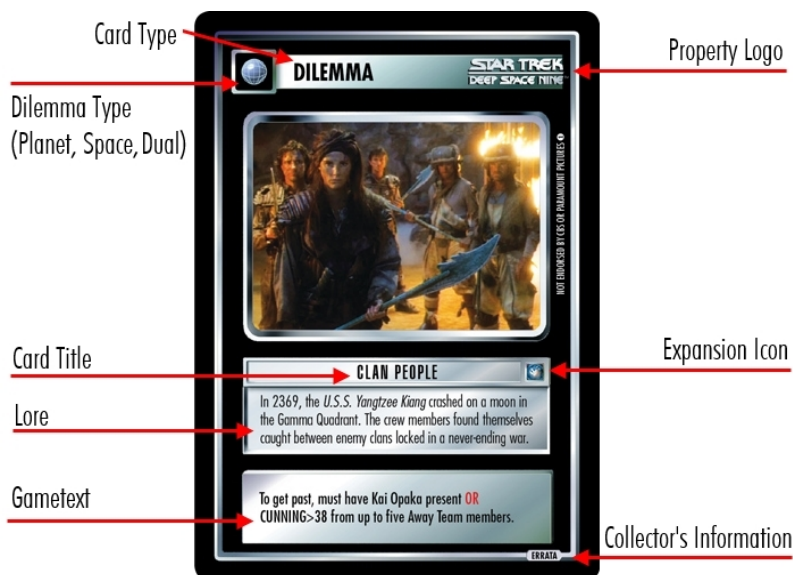 Card Type
DILEMMA
STAR TREK
DEEP SPACE NINE
Property Logo
Dilemma Type
(Planet, Space, Dual)
NOT ENDORSED BY CBS OR PARAMOUNT PICTURES
Card Title
CLAN PEOPLE
Expansion Icon
Lore
In 2369, the U.S.S. Yangtzee Kiang crashed on a moon in
the Gamma Quadrant. The crew members found themselves
caught between enemy clans locked in a never-ending war.
Gametext
To get past, must have Kai Opaka present OR
CUNNING>38 from up to five Away Team members.
ERRATA
Collector's Information